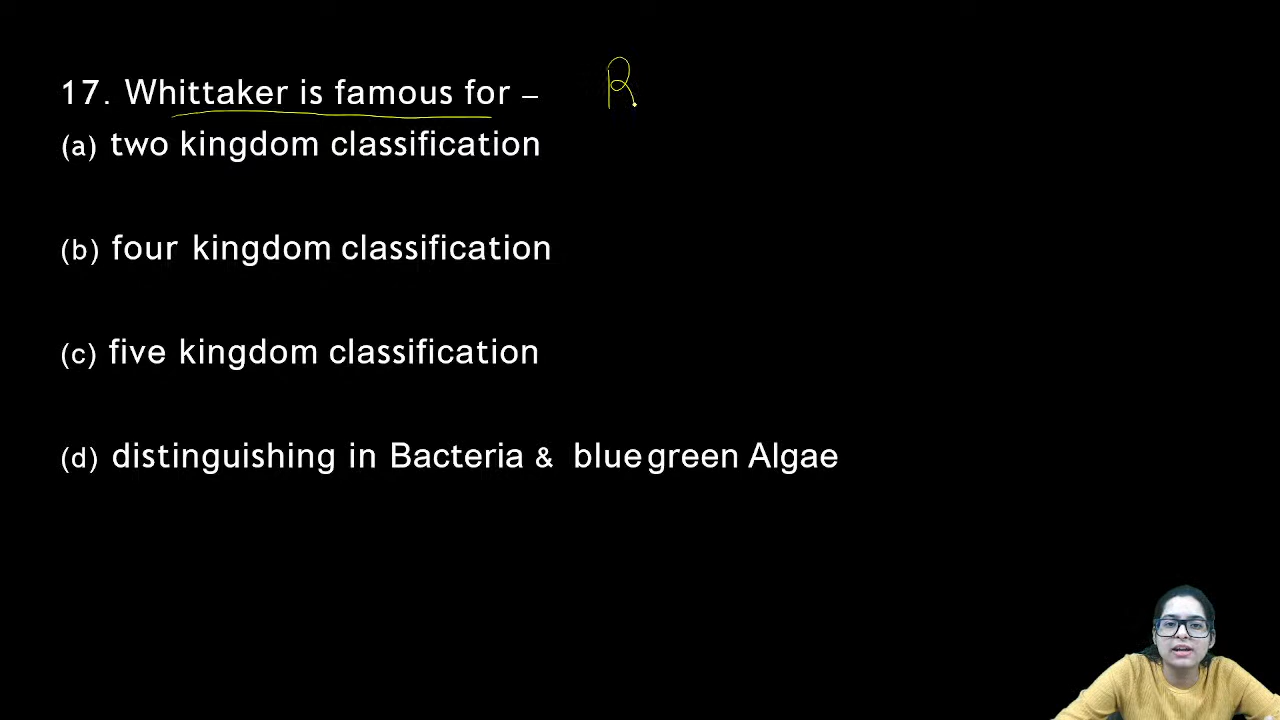 17. Whittaker is famous for – R
(a) two kingdom classification
(b) four kingdom classification
(c) five kingdom classification
(d) distinguishing in Bacteria & blue green Algae